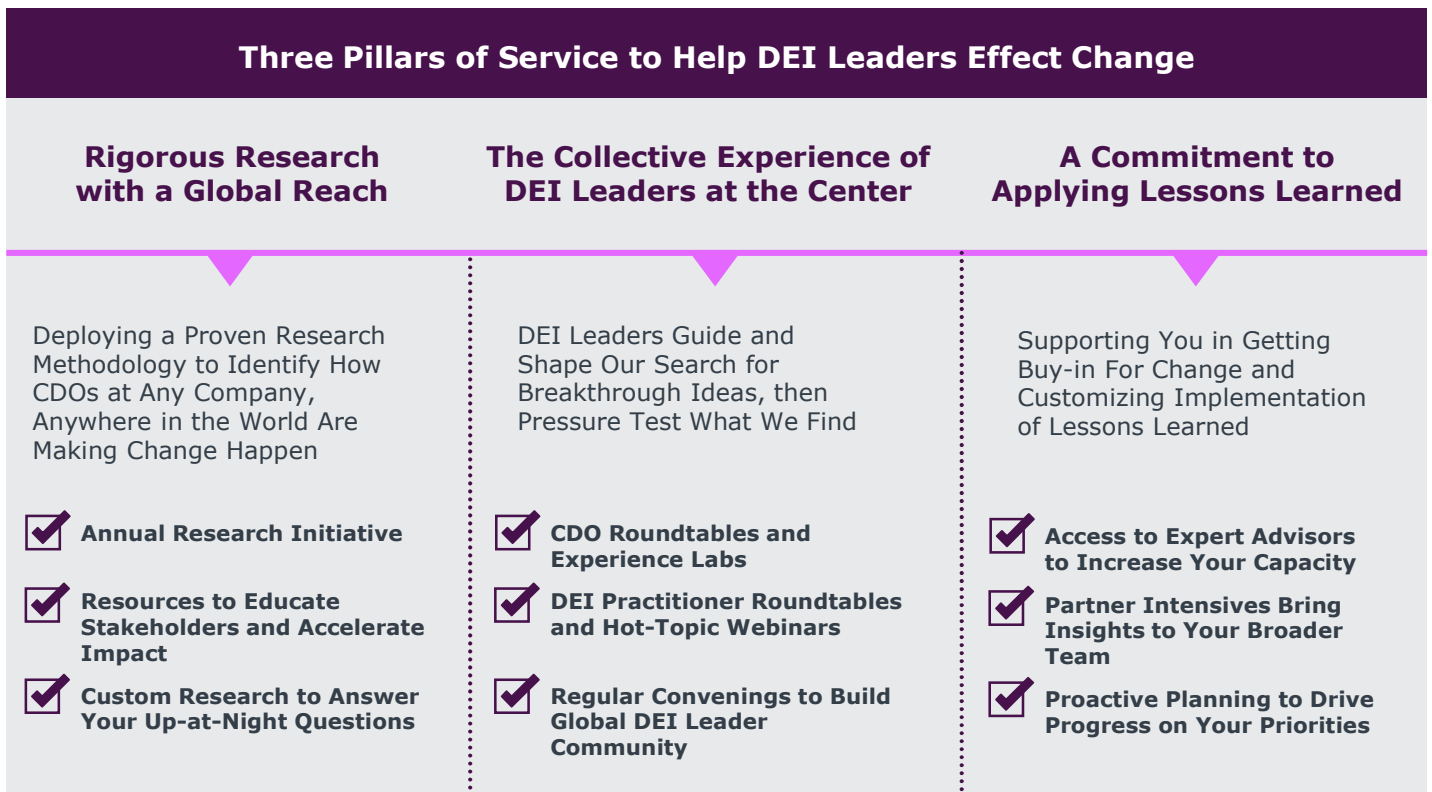 Three Pillars of Service to Help DEI Leaders Effect Change
Rigorous Research
with a Global Reach
Deploying a Proven Research
Methodology to Identify How
CDOs at Any Company,
Anywhere in the World Are
Making Change Happen
Annual Research Initiative
Resources to Educate
Stakeholders and Accelerate
Impact
Custom Research to Answer
Your Up-at-Night Questions
The Collective Experience of
DEI Leaders at the Center
DEI Leaders Guide and
Shape Our Search for
Breakthrough Ideas, then
Pressure Test What We Find
CDO Roundtables and
Experience Labs
DEI Practitioner Roundtables
and Hot-Topic Webinars
Regular Convenings to Build
Global DEI Leader
Community
A Commitment to
Applying Lessons Learned
Supporting You in Getting
Buy-in For Change and
Customizing Implementation
of Lessons Learned
Access to Expert Advisors
to Increase Your Capacity
Partner Intensives Bring
Insights to Your Broader
Team
Proactive Planning to Drive
Progress on Your Priorities